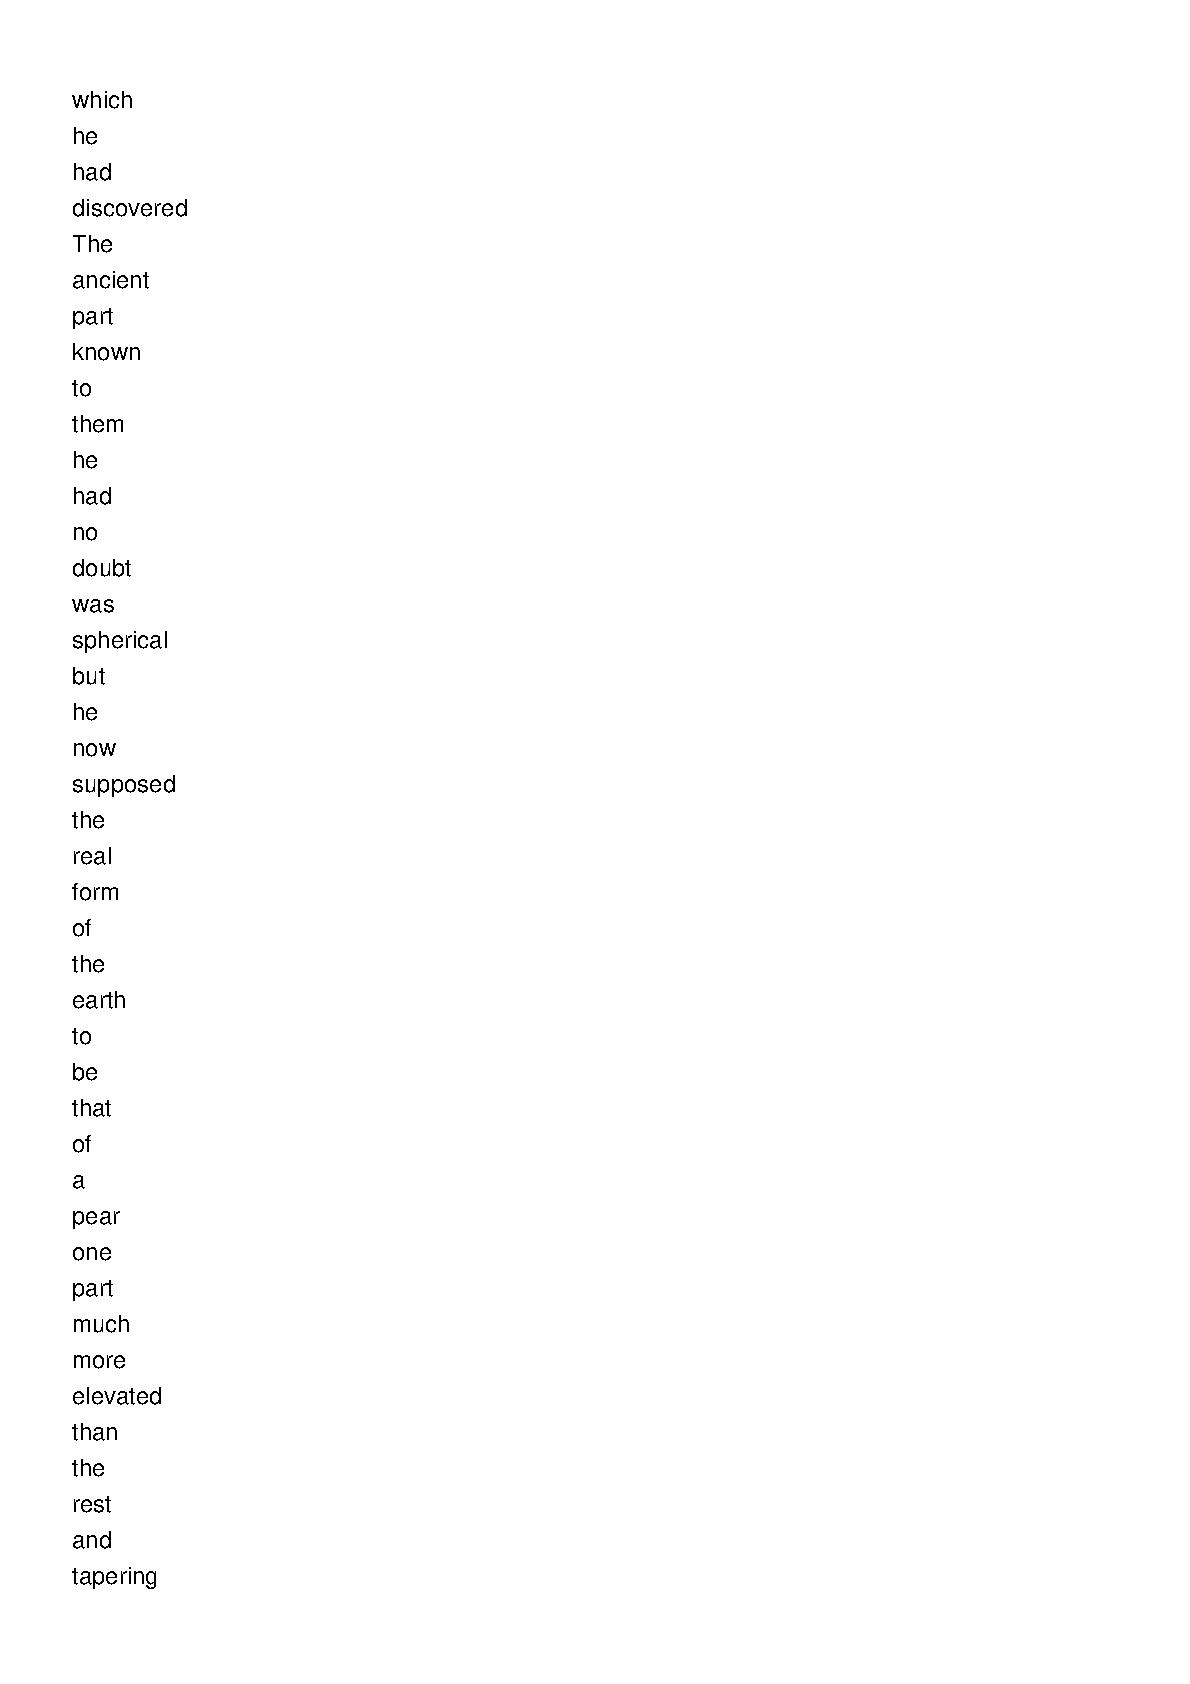 which
he
had
discovered
The
ancient
part
known
to
them
he
had
no
doubt
was
spherical
but
he
now
supposed
the
real
form
of
the
earth
to
be
that
of
a
pear
one
part
much
more
elevated
than
the
rest
and
tapering